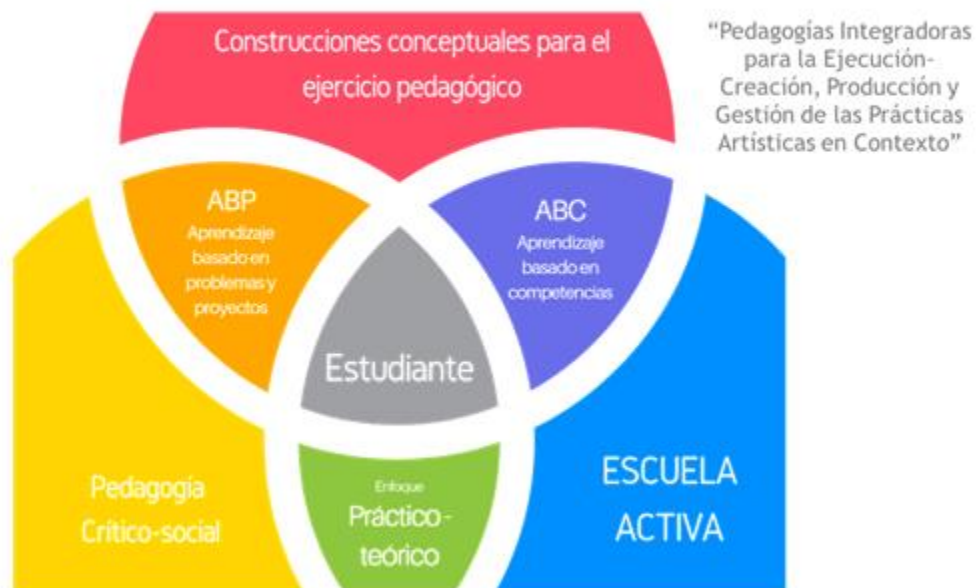 Construcciones conceptuales para el
ejercicio pedagógico
“Pedagogías Integradoras
para la Ejecución-
Creación, Producción y
Gestión de las Prácticas
Artísticas en Contexto”
ABP
Aprendizaje
basado en
problemas y
proyectos
ABC
Aprendizaje
basado en
competencias
Estudiante
Pedagogía
Crítico-social
Enfoque
Práctico-
teórico
ESCUELA
ACTIVA